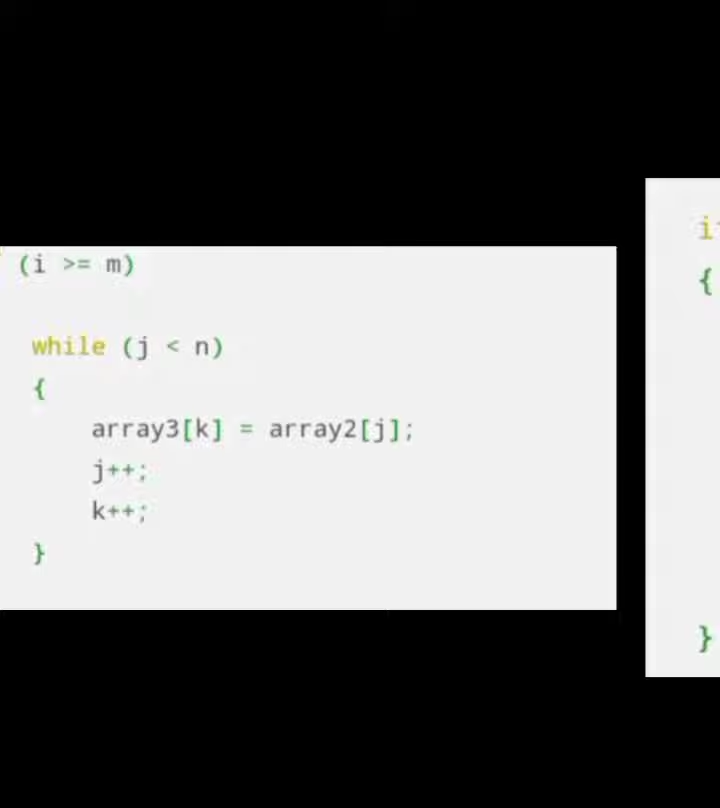 (i >= m)
while (j < n)
{
array3[k] = array2[j];
j++;
k++;
}
{
}